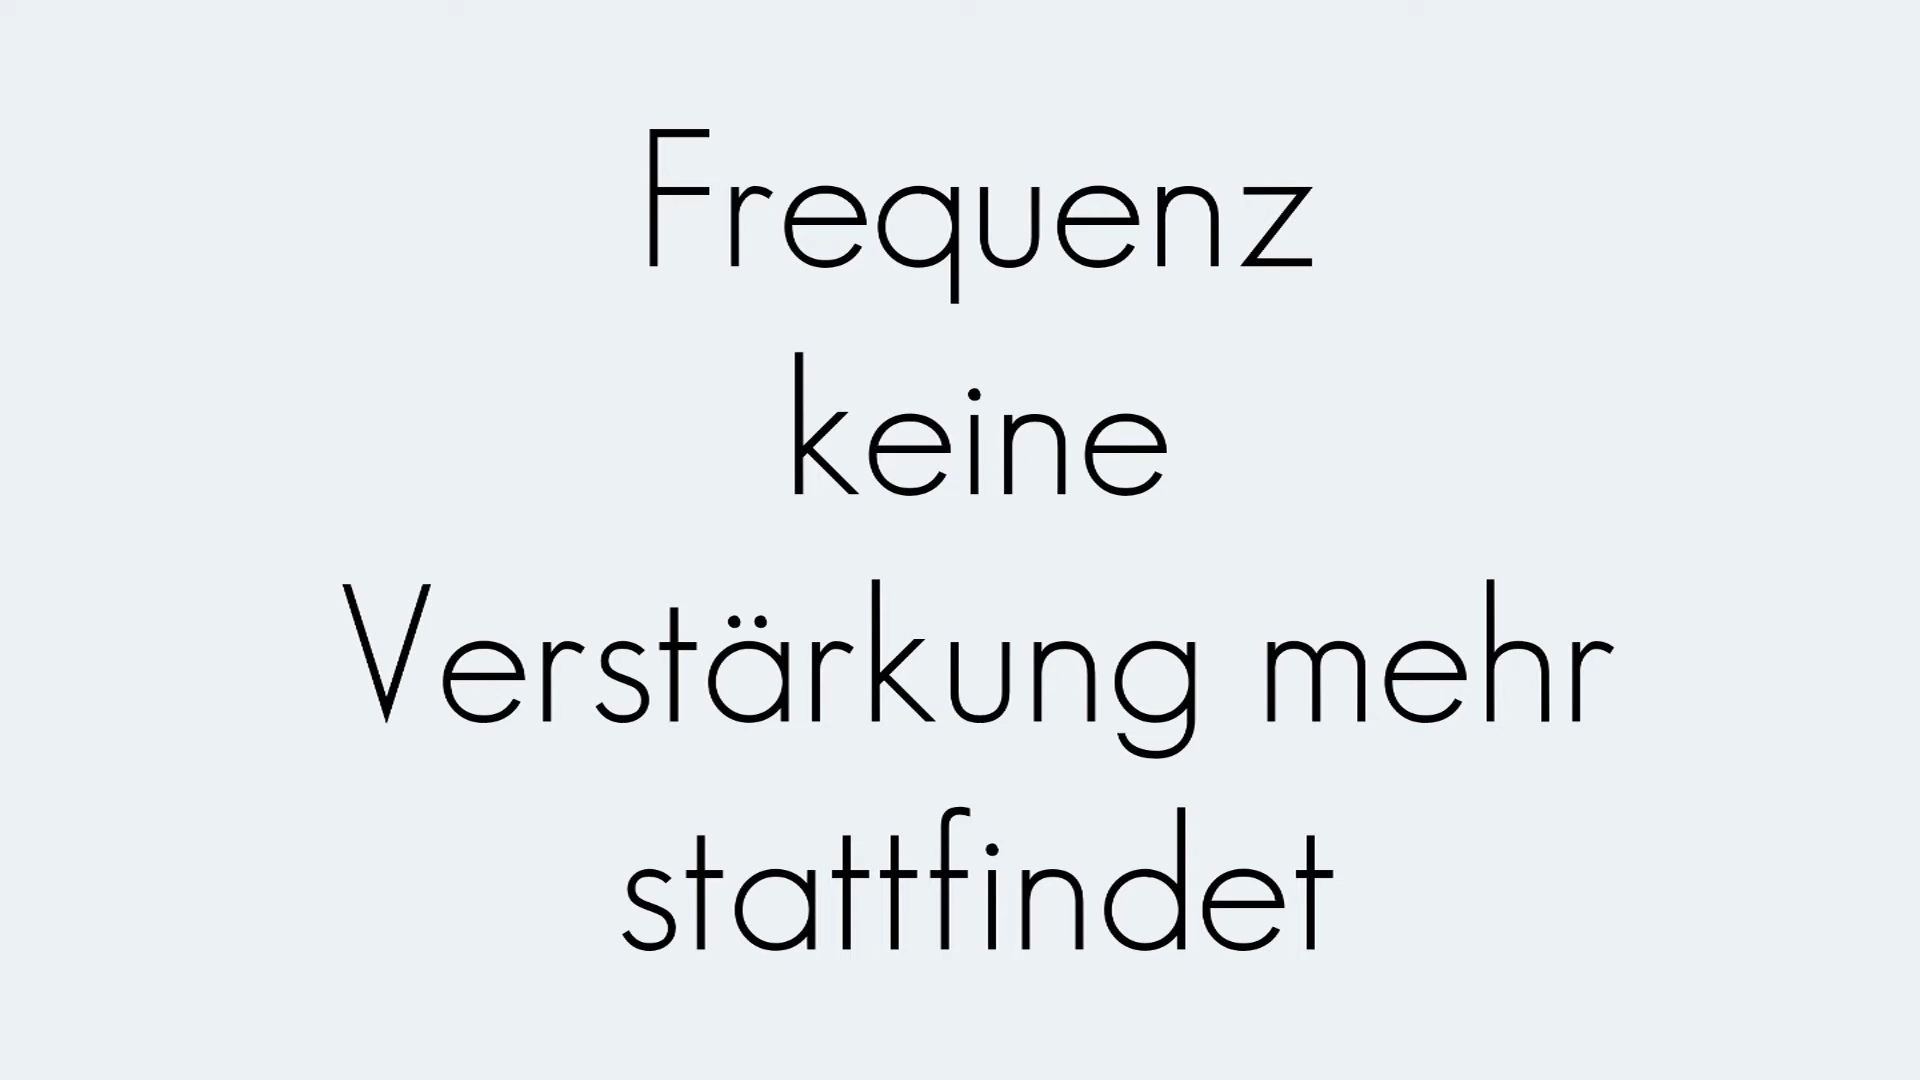 Frequenz
keine
Verstärkung mehr
stattfindet